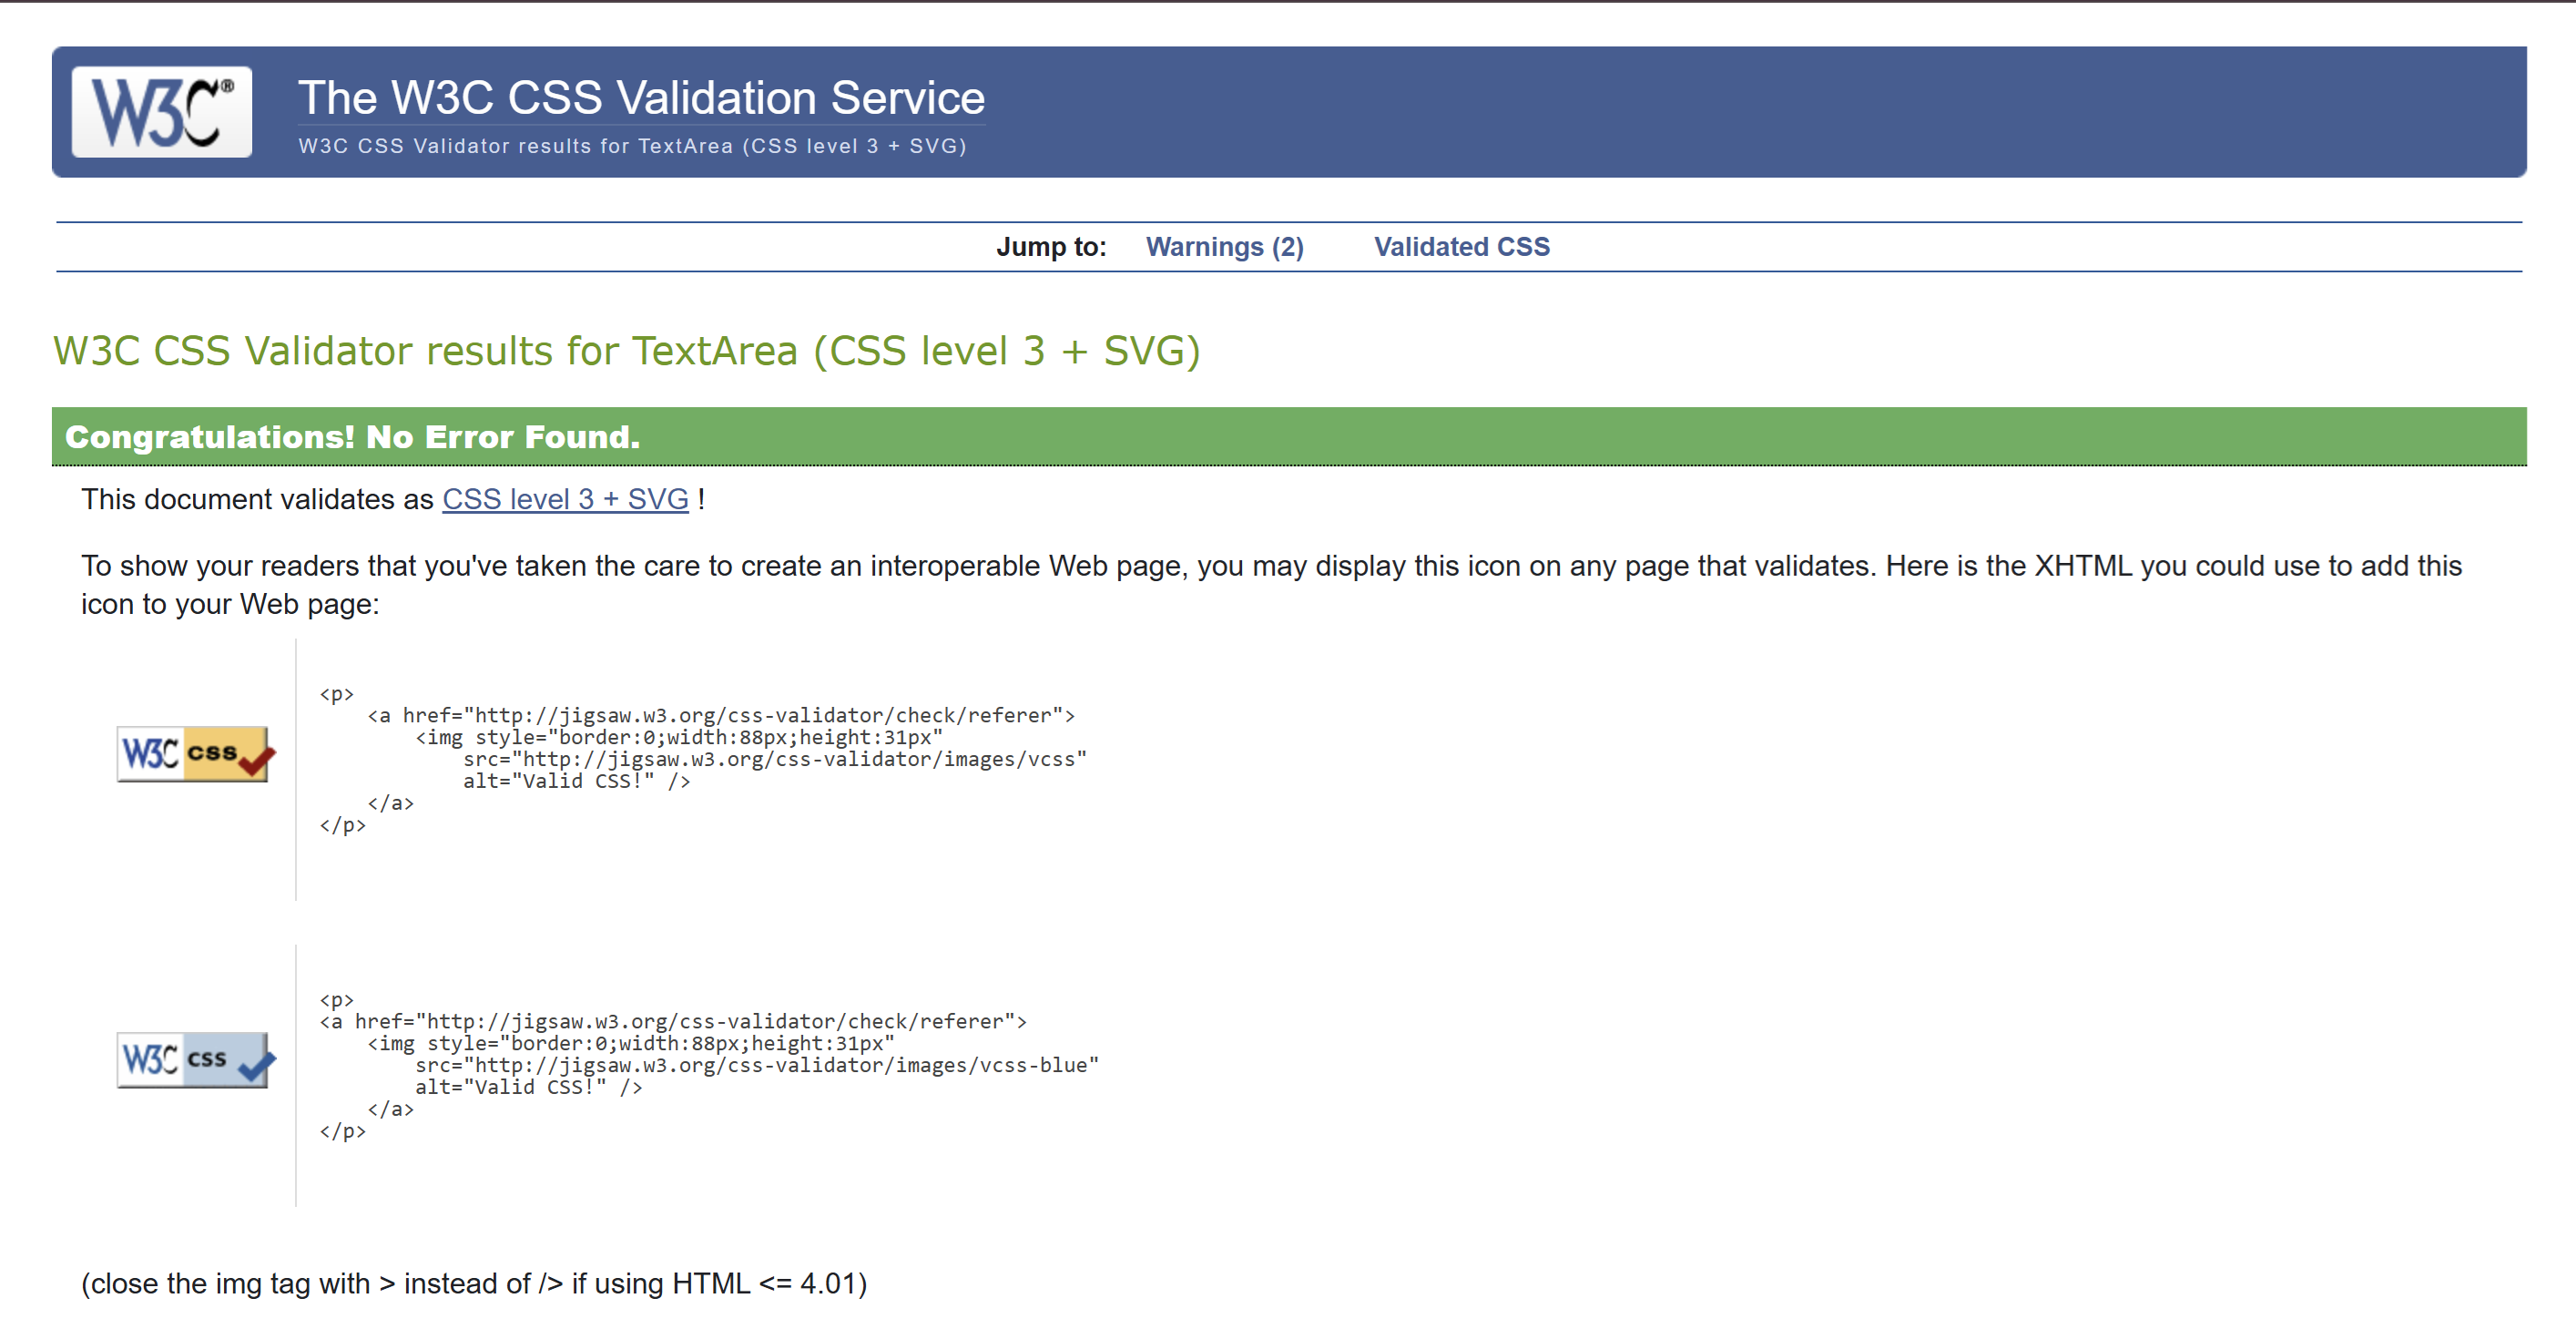 W3C®
The W3C CSS Validation Service
W3C CSS Validator results for TextArea (CSS level 3 + SVG)
Jump to: Warnings (2) Validated CSS
W3C CSS Validator results for TextArea (CSS level 3 + SVG)
Congratulations! No Error Found.
This document validates as CSS level 3 + SVG !
To show your readers that you've taken the care to create an interoperable Web page, you may display this icon on any page that validates. Here is the XHTML you could use to add this
icon to your Web page:
W3C css
<p>
    <a href="http://jigsaw.w3.org/css-validator/check/referer">
        <img style="border:0;width:88px;height:31px"
            src="http://jigsaw.w3.org/css-validator/images/vcss"
            alt="Valid CSS!" />
    </a>
</p>
W3C css
<p>
<a href="http://jigsaw.w3.org/css-validator/check/referer">
    <img style="border:0;width:88px;height:31px"
        src="http://jigsaw.w3.org/css-validator/images/vcss-blue"
        alt="Valid CSS!" />
    </a>
</p>
(close the img tag with > instead of /> if using HTML <= 4.01)